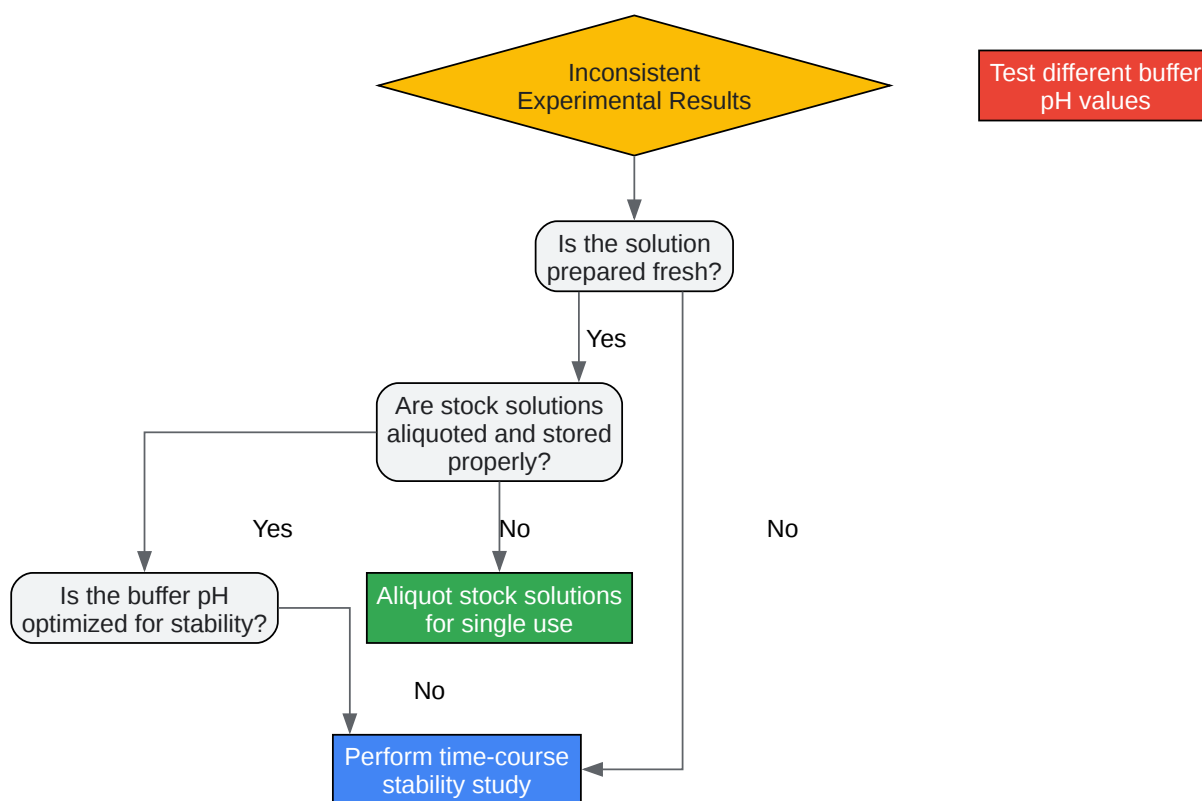 Inconsistent
Experimental Results
Test different buffer
pH values
Is the solution
prepared fresh?
Yes
Are stock solutions
aliquoted and stored
properly?
Yes
No
No
Is the buffer pH
optimized for stability?
Aliquot stock solutions
for single use
No
Perform time-course
stability study